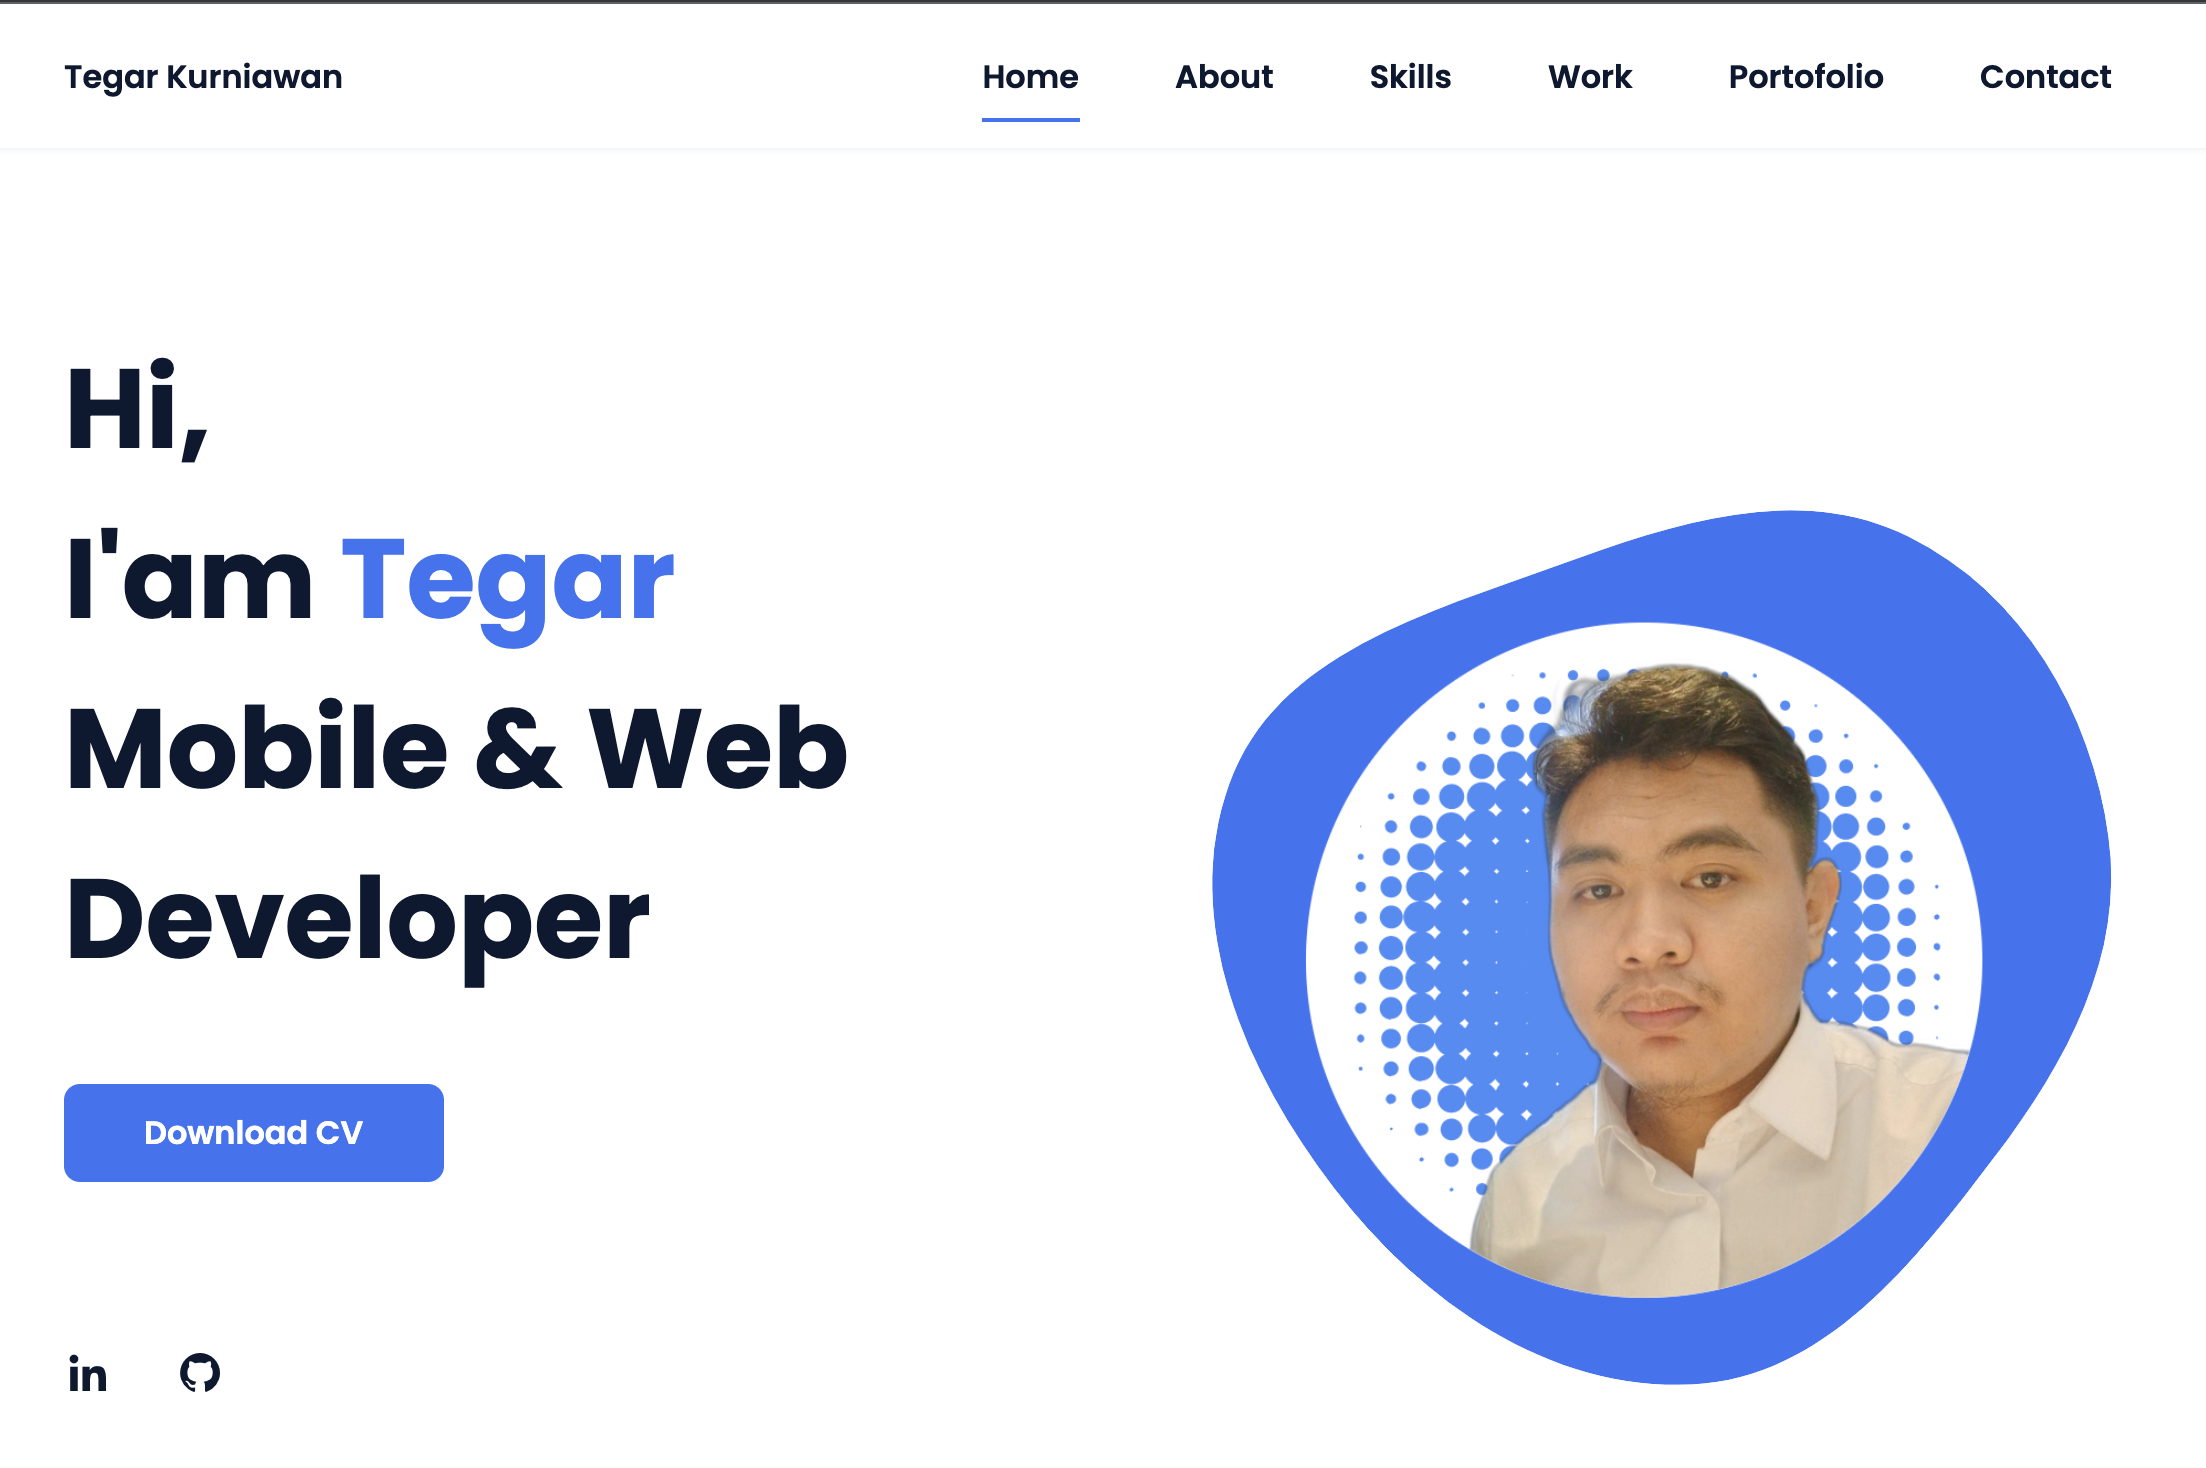 Tegar Kurniawan
Home About Skills Work Portofolio Contact
Hi,
I'am Tegar
Mobile & Web
Developer
Download CV
in